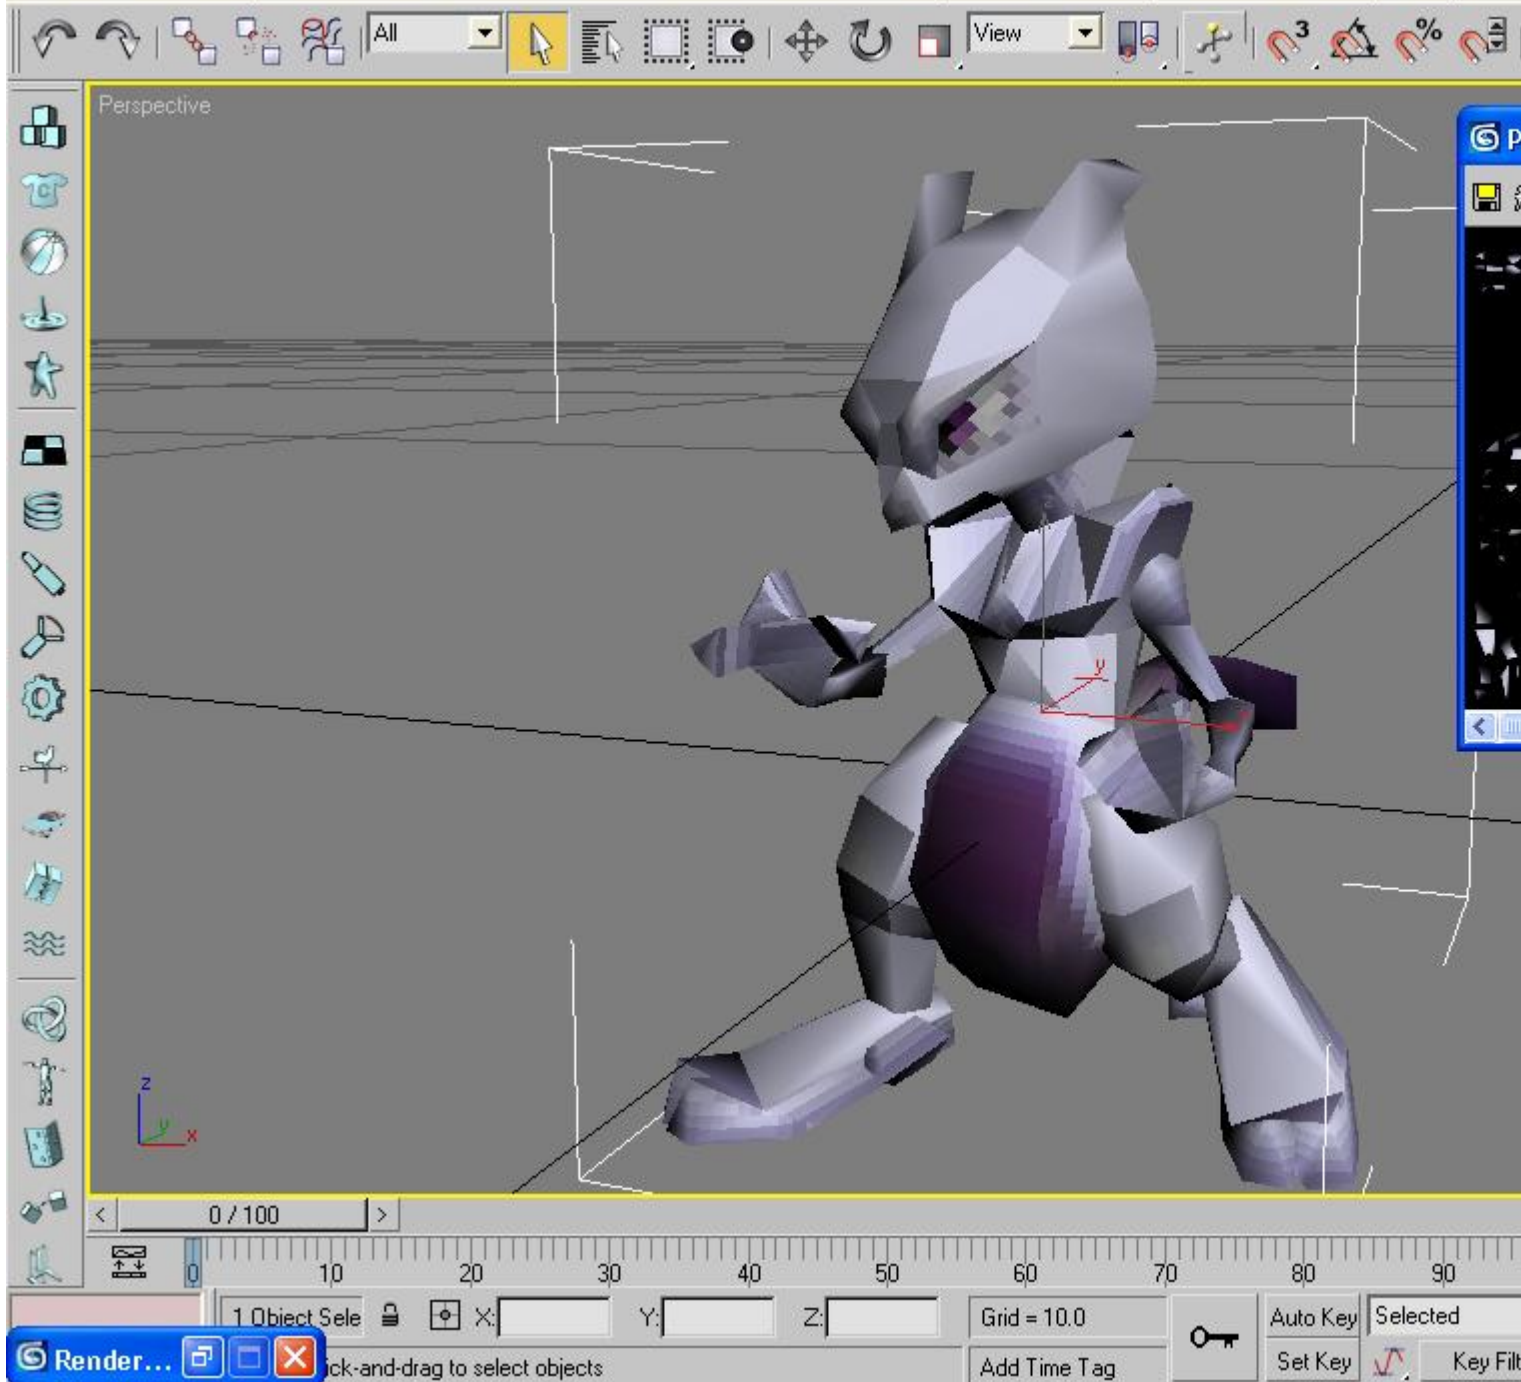 All
View
3
%
Perspective
P
C
y
z
y
x
0 / 100
0 10 20 30 40 50 60 70 80 90
1 Object Sele X: Y: Z: Grid = 10.0 Auto Key Selected
Render... ick-and-drag to select objects Add Time Tag Set Key Key Filt